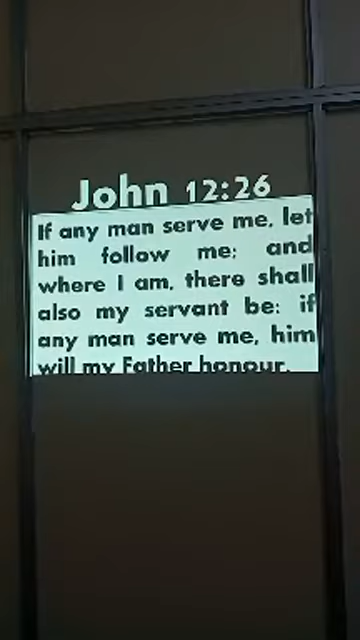 John 12:26
If any man serve me, let
him follow me; and
where I am, there shall
also my servant be: if
any man serve me, him
will my Father honour.